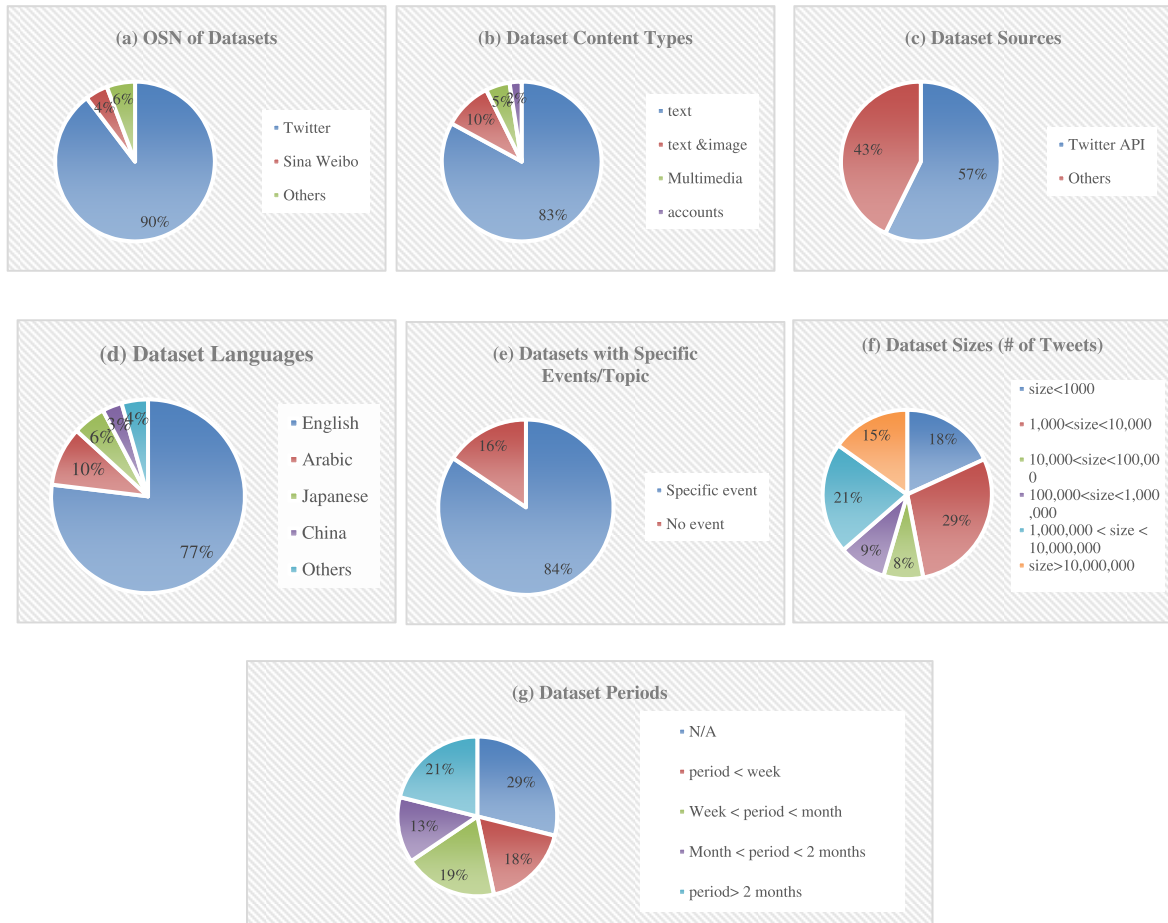 (a) OSN of Datasets
4%
6%
90%
Twitter
Sina Weibo
Others
(b) Dataset Content Types
10%
5%
2%
83%
text
text &image
Multimedia
accounts
(c) Dataset Sources
43%
57%
Twitter API
Others
(d) Dataset Languages
10%
6%
3%
4%
77%
English
Arabic
Japanese
China
Others
(e) Datasets with Specific
Events/Topic
16%
84%
Specific event
No event
(f) Dataset Sizes (# of Tweets)
15%
18%
21%
29%
9%
8%
size<1000
1,000<size<10,000
10,000<size<100,00
0
100,000<size<1,000
,000
1,000,000 < size <
10,000,000
size>10,000,000
(g) Dataset Periods
21%
29%
13%
18%
19%
N/A
period < week
Week < period < month
Month < period < 2 months
period> 2 months